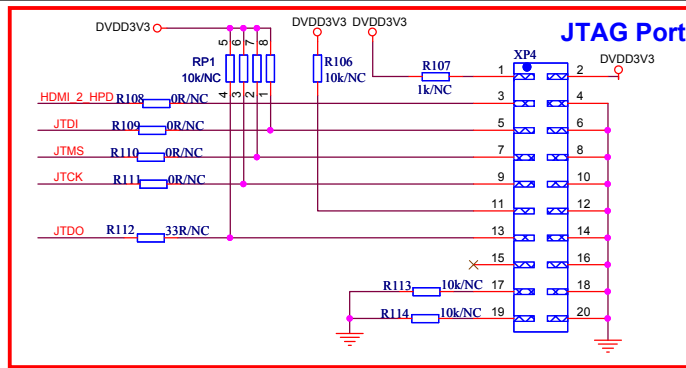 JTAG Port
DVDD3V3
DVDD3V3 DVDD3V3
DVDD3V3
5 6 7 8
RP1
10k/NC
4 3 2 1
R106
10k/NC
R107
1k/NC
XP4
1 2
HDMI_2_HPD R108 0R/NC 3 4
JTDI R109 0R/NC 5 6
JTMS R110 0R/NC 7 8
JTCK R111 0R/NC 9 10
11 12
JTDO R112 33R/NC 13 14
15 16
R113 10k/NC 17 18
R114 10k/NC 19 20